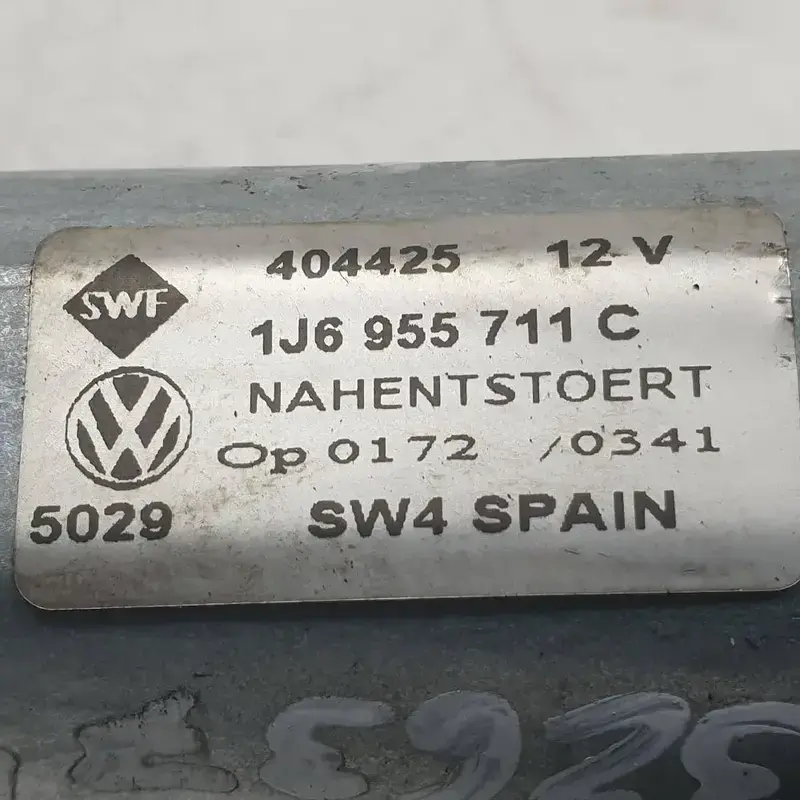 SWF
404425 12 V
1J6 955 711 C
NAHENTSTOERT
Op 0172 /0341
5029 SW4 SPAIN